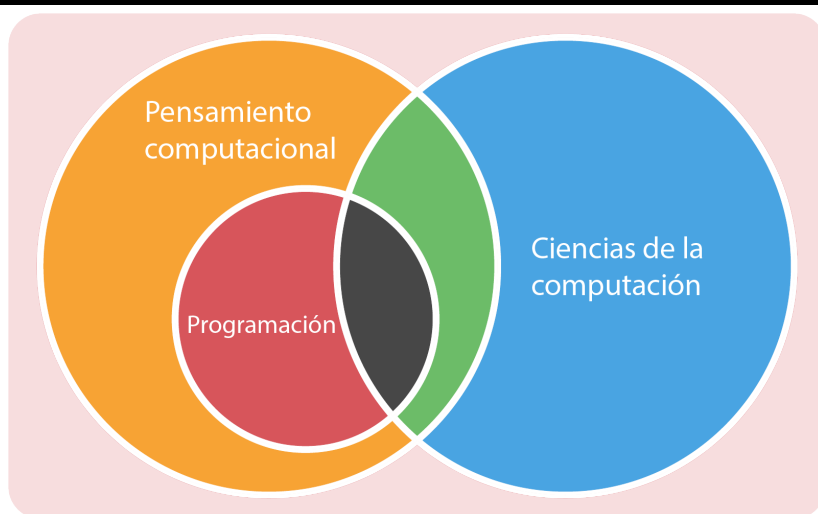 Pensamiento
computacional
Programación
Ciencias de la
computación